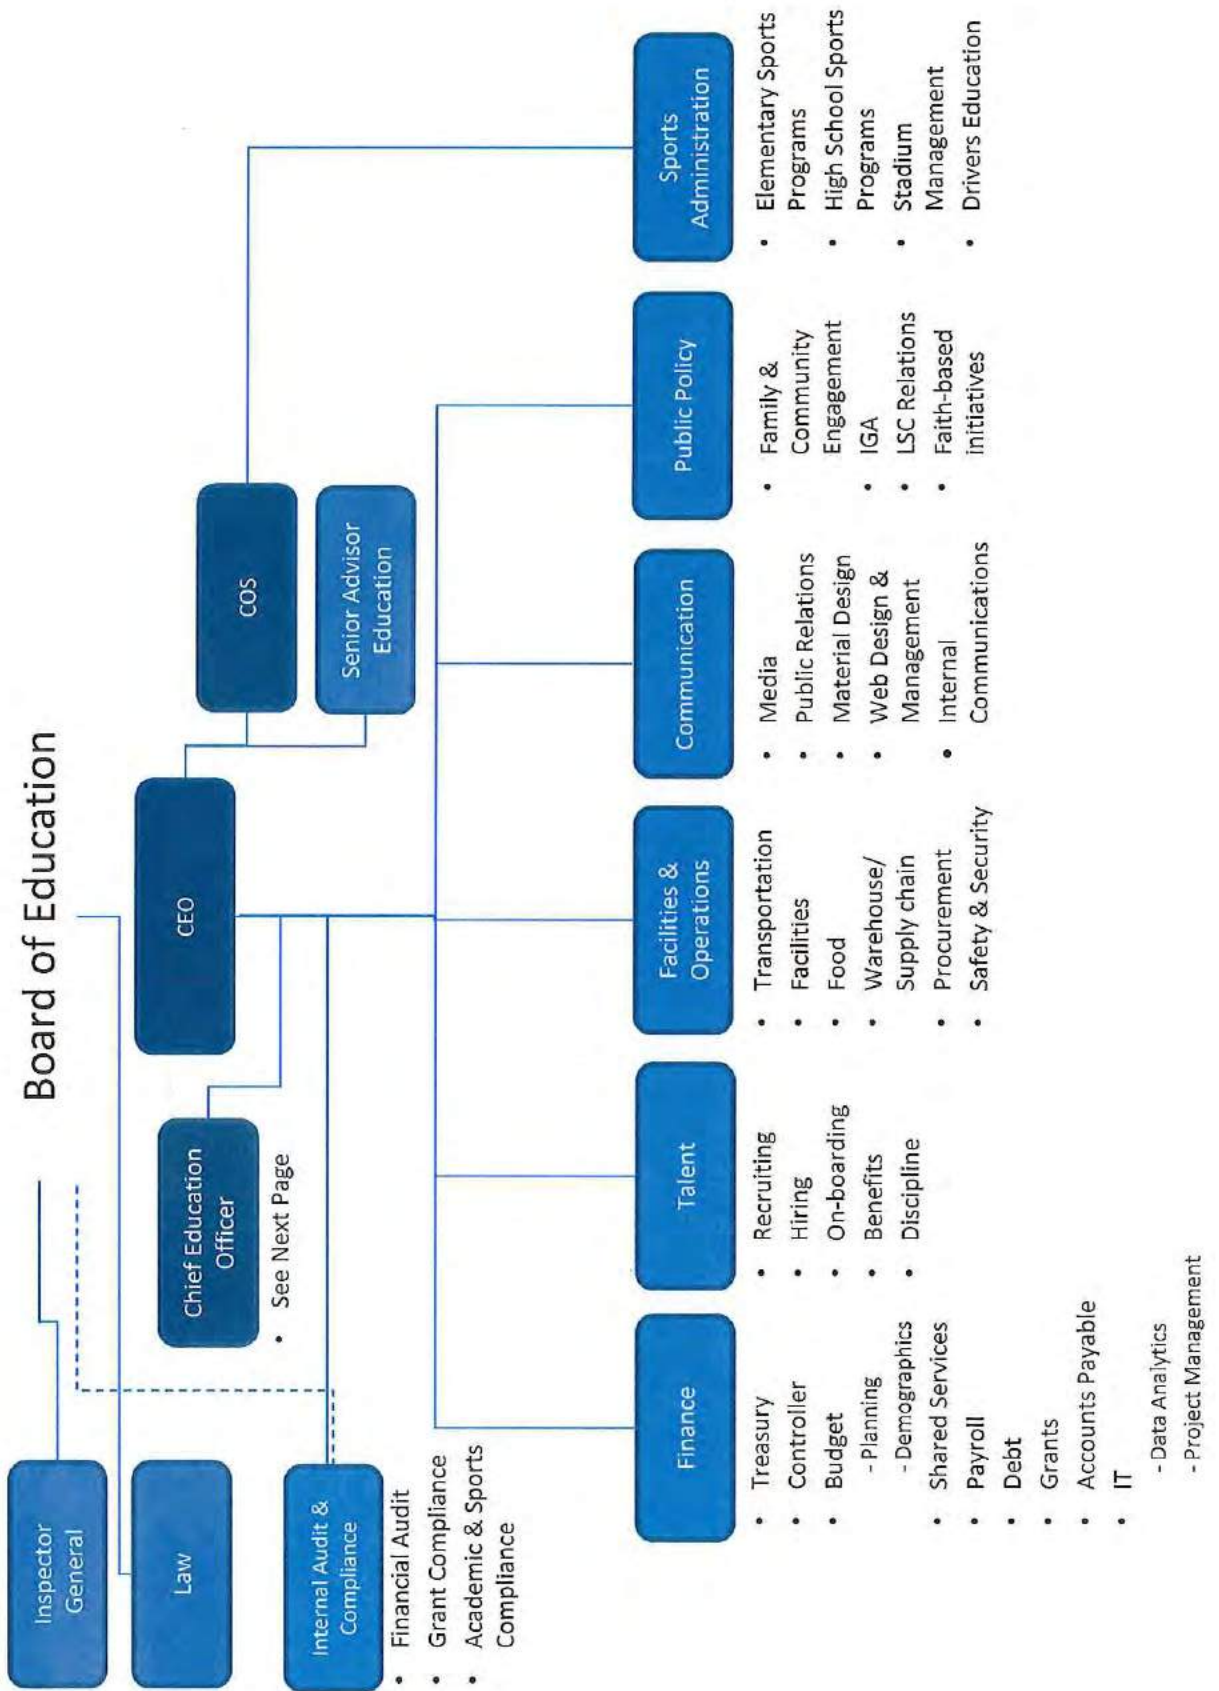 Board of Education
Inspector
General
Law
CEO
COS
Senior Advisor
Education
Chief Education
Officer
• See Next Page
Internal Audit &
Compliance
• Financial Audit
• Grant Compliance
• Academic & Sports
Compliance
Finance
• Treasury
• Controller
• Budget
- Planning
- Demographics
• Shared Services
• Payroll
• Debt
• Grants
• Accounts Payable
• IT
- Data Analytics
- Project Management
Talent
• Recruiting
• Hiring
• On-boarding
• Benefits
• Discipline
Facilities &
Operations
• Transportation
• Facilities
• Food
• Warehouse/
Supply chain
• Procurement
• Safety & Security
Communication
• Media
• Public Relations
• Material Design
• Web Design &
Management
• Internal
Communications
Public Policy
• Family &
Community
Engagement
• IGA
• LSC Relations
• Faith-based
initiatives
Sports
Administration
• Elementary Sports
Programs
• High School Sports
Programs
• Stadium
Management
• Drivers Education